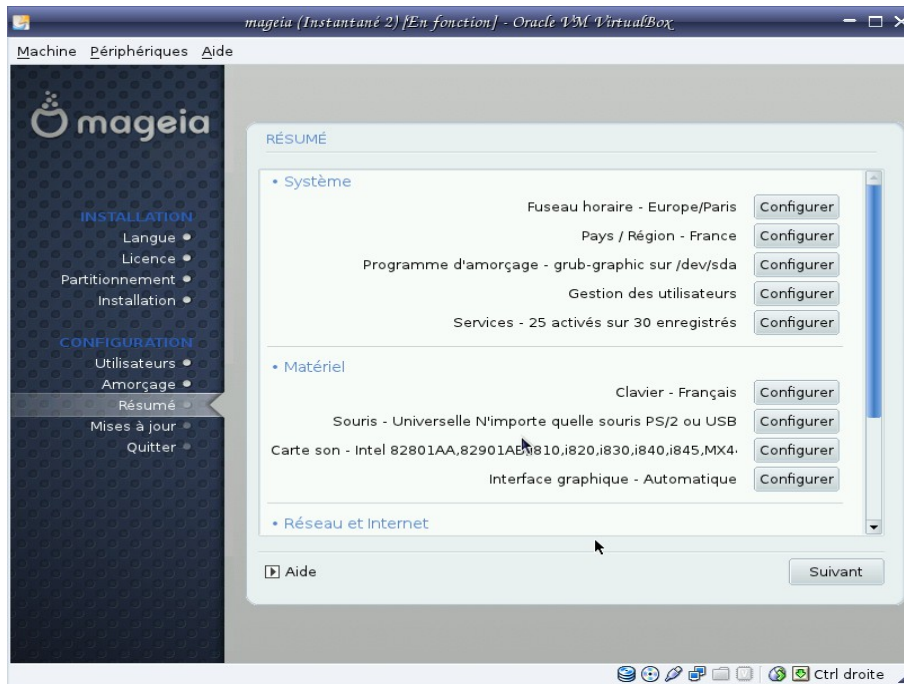 mageia (Instantané 2) [En fonction] - Oracle VM VirtualBox
Machine Périphériques Aide
mageia
INSTALLATION
Langue
Licence
Partitionnement
Installation
CONFIGURATION
Utilisateurs
Amorçage
Résumé
Mises à jour
Quitter
RÉSUMÉ
• Système
Fuseau horaire - Europe/Paris Configurer
Pays / Région - France Configurer
Programme d'amorçage - grub-graphic sur /dev/sda Configurer
Gestion des utilisateurs Configurer
Services - 25 activés sur 30 enregistrés Configurer
• Matériel
Clavier - Français Configurer
Souris - Universelle N'importe quelle souris PS/2 ou USB Configurer
Carte son - Intel 82801AA,82901AB,i810,i820,i830,i840,i845,MX4 Configurer
Interface graphique - Automatique Configurer
• Réseau et Internet
Aide
Suivant
Ctrl droite